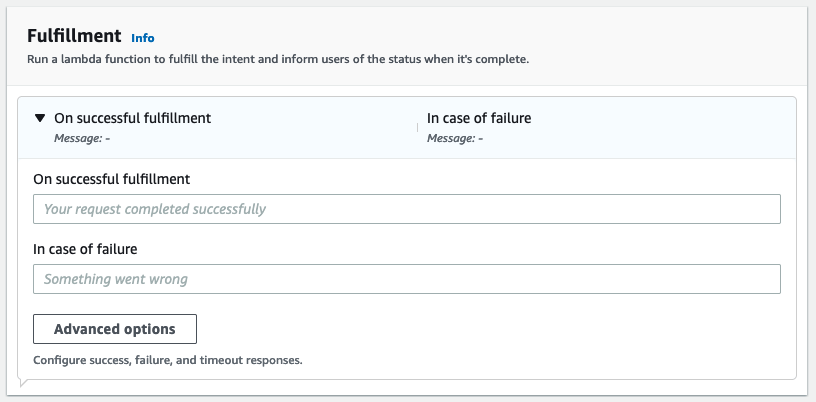 Fulfillment Info
Run a lambda function to fulfill the intent and inform users of the status when it's complete.
On successful fulfillment
Message: -
In case of failure
Message: -
On successful fulfillment
Your request completed successfully
In case of failure
Something went wrong
Advanced options
Configure success, failure, and timeout responses.